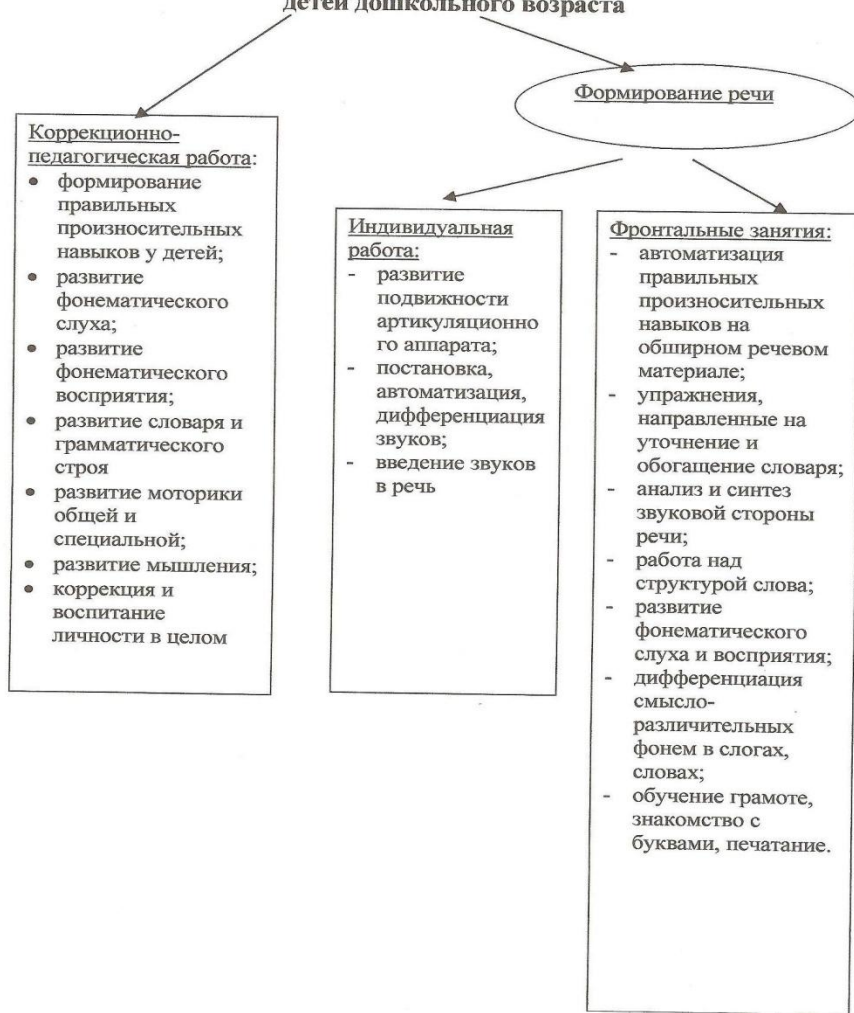 детей дошкольного возраста
Формирование речи
Коррекционно-
педагогическая работа:
• формирование
правильных
произносительных
навыков у детей;
• развитие
фонематического
слуха;
• развитие
фонематического
восприятия;
• развитие словаря и
грамматического
строя
• развитие моторики
общей и
специальной;
• развитие мышления;
• коррекция и
воспитание
личности в целом
Индивидуальная
работа:
- развитие
подвижности
артикуляционно
го аппарата;
- постановка,
автоматизация,
дифференциация
звуков;
- введение звуков
в речь
Фронтальные занятия:
- автоматизация
правильных
произносительных
навыков на
обширном речевом
материале;
- упражнения,
направленные на
уточнение и
обогащение словаря;
- анализ и синтез
звуковой стороны
речи;
- работа над
структурой слова;
- развитие
фонематического
слуха и восприятия;
- дифференциация
смысло-
различительных
фонем в слогах,
словах;
- обучение грамоте,
знакомство с
буквами, печатание.